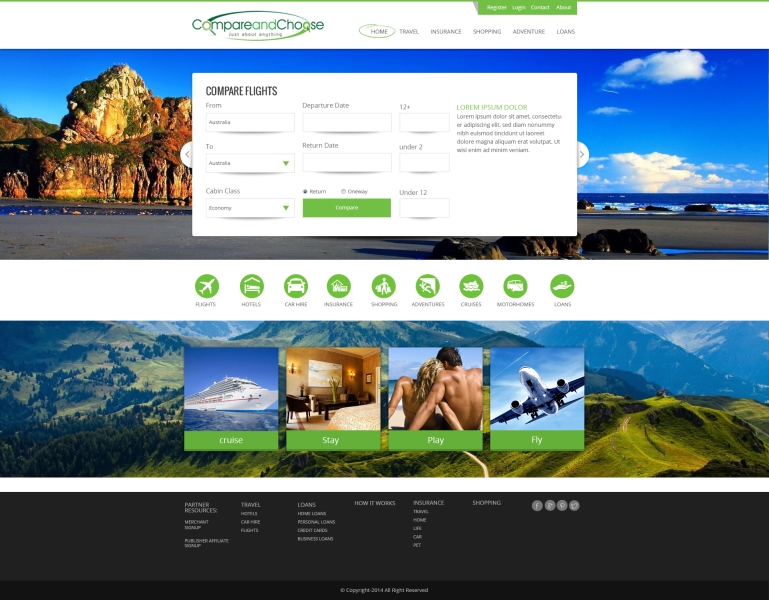 Register Login Contact About
CompareandChoose
Just about anything
HOME TRAVEL INSURANCE SHOPPING ADVENTURE LOANS
COMPARE FLIGHTS
From Departure Date 12+
Australia
To Return Date under 2
Australia
Cabin Class Return Oneway Under 12
Economy Compare
LOREM IPSUM DOLOR
Lorem ipsum dolor sit amet, consectetu
er adipiscing elit, sed diam nonummy
nibh euismod tincidunt ut laoreet
dolore magna aliquam erat volutpat. Ut
wisi enim ad minim veniam.
FLIGHTS HOTELS CAR HIRE INSURANCE SHOPPING ADVENTURES CRUISES MOTORHOMES LOANS
cruise Stay Play Fly
PARTNER
RESOURCES:
MERCHANT
SIGNUP
PUBLISHER AFFILIATE
SIGNUP
TRAVEL
HOTELS
CAR HIRE
FLIGHTS
LOANS
HOME LOANS
PERSONAL LOANS
CREDIT CARDS
BUSINESS LOANS
HOW IT WORKS
INSURANCE
TRAVEL
HOME
LIFE
CAR
PET
SHOPPING
© Copyright-2014 All Right Reserved